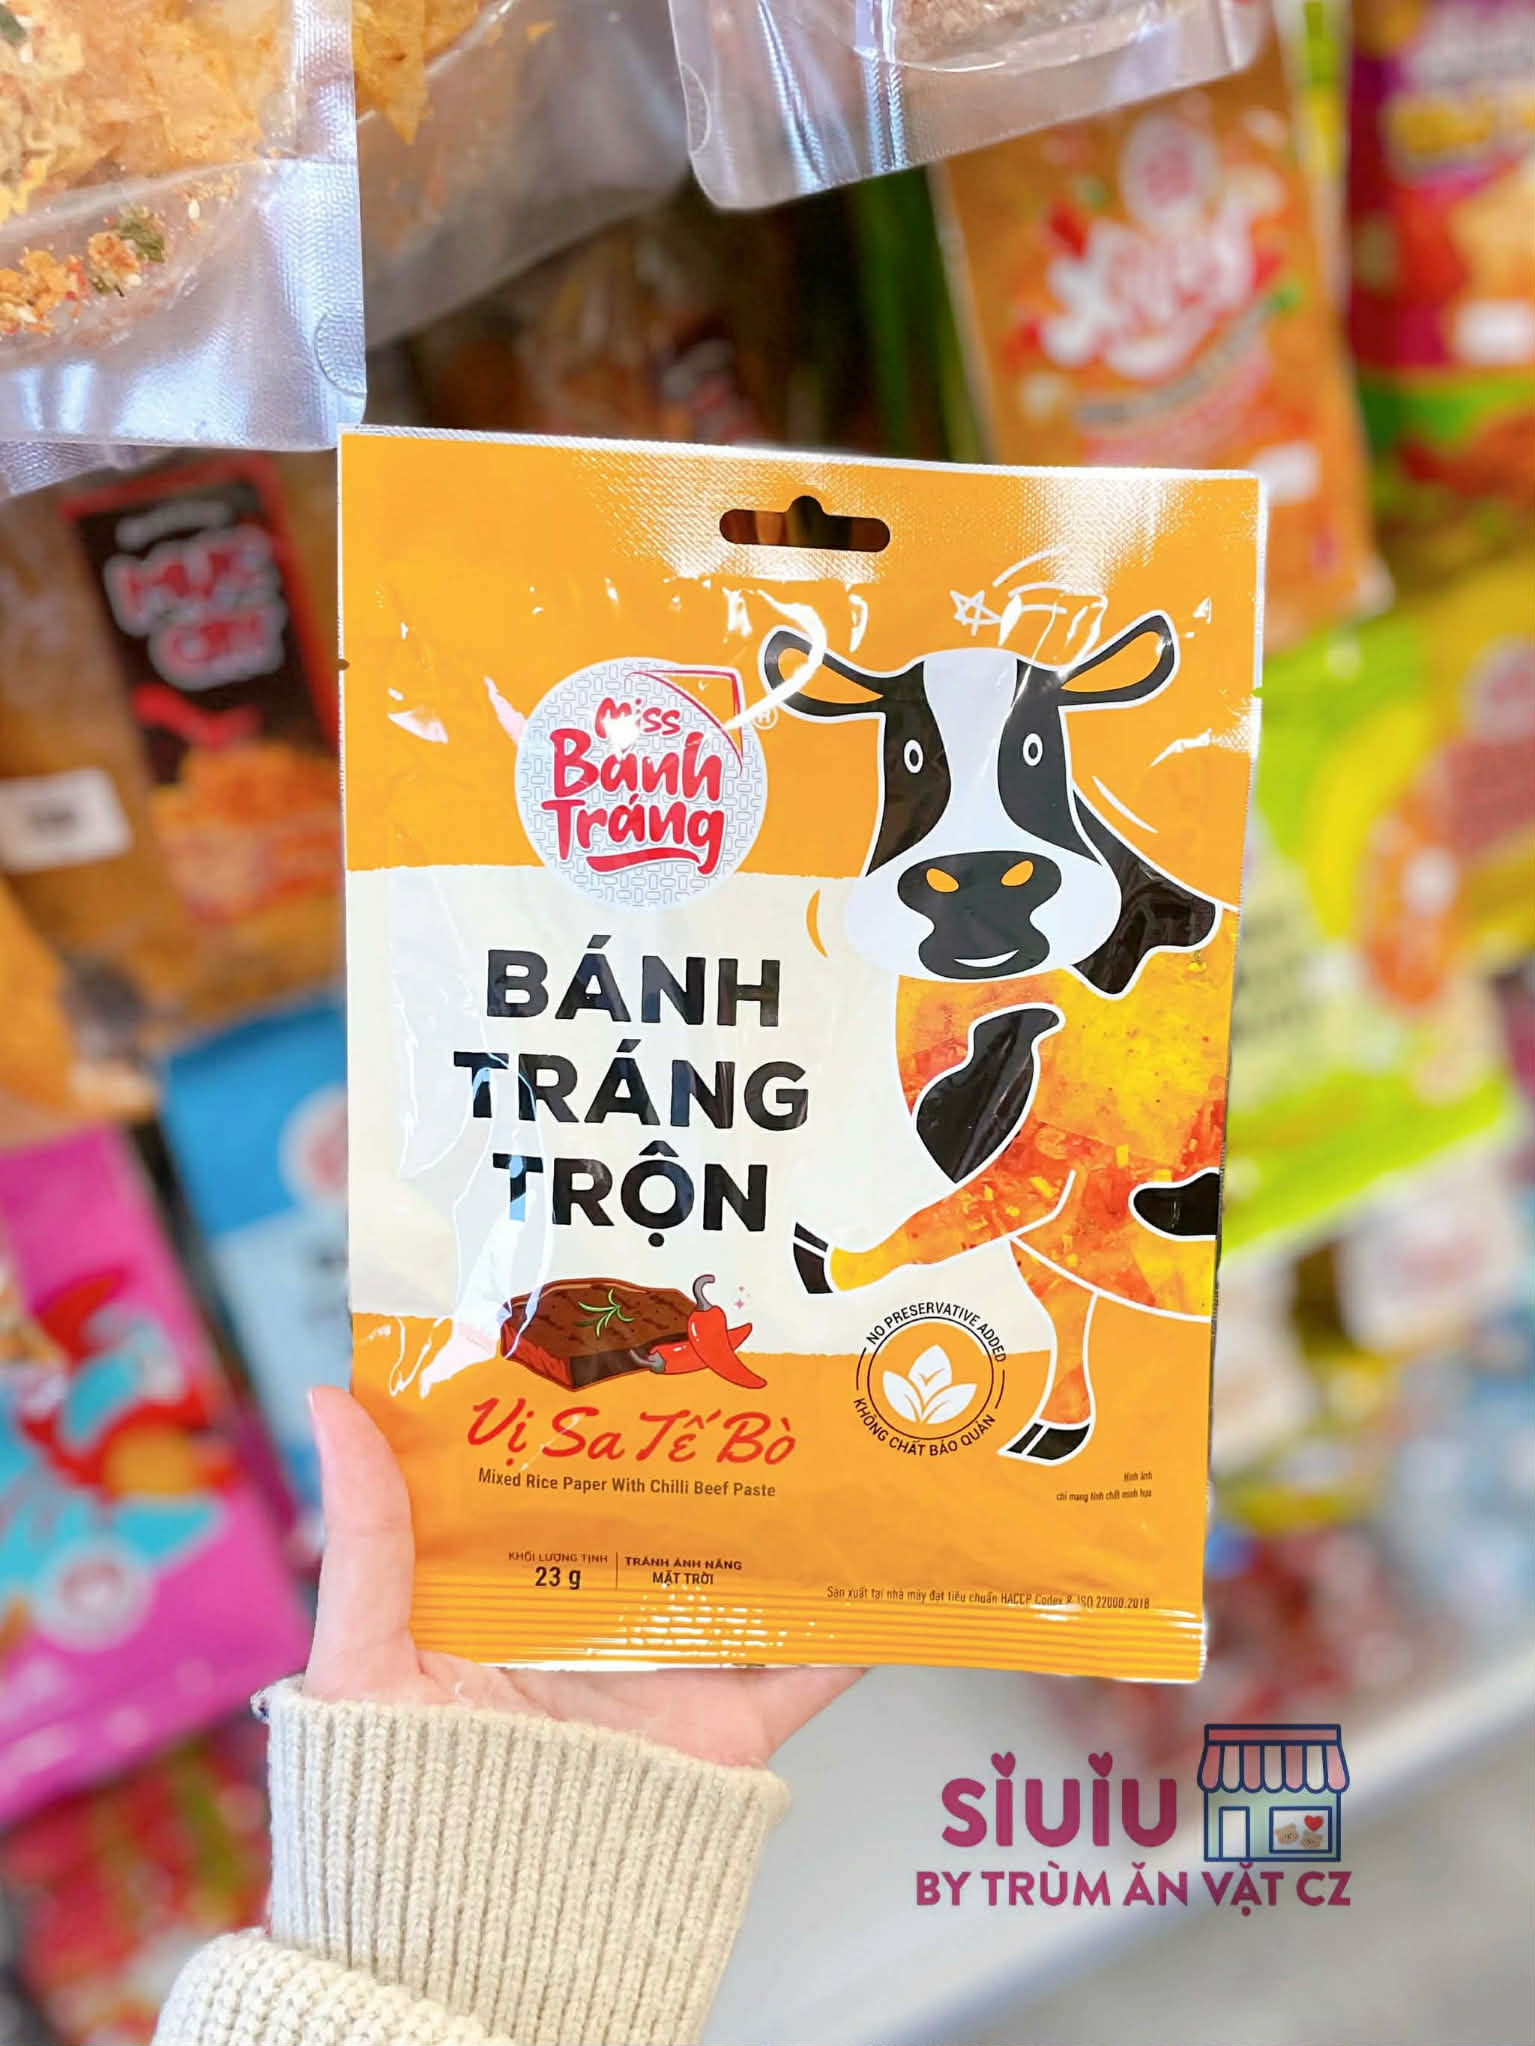 Miss
Bánh
Tráng
®
BÁNH
TRÁNG
TRỘN
Vị Sa Tế Bò
Mixed Rice Paper With Chilli Beef Paste
NO PRESERVATIVE ADDED
KHÔNG CHẤT BẢO QUẢN
Hình ảnh
chỉ mang tính chất minh họa
KHỐI LƯỢNG TỊNH
23 g
TRÁNH ÁNH NẮNG
MẶT TRỜI
Sản xuất tại nhà máy đạt tiêu chuẩn HACCP Codex & ISO 22000:2018
SIUIU
BY TRÙM ĂN VẶT CZ